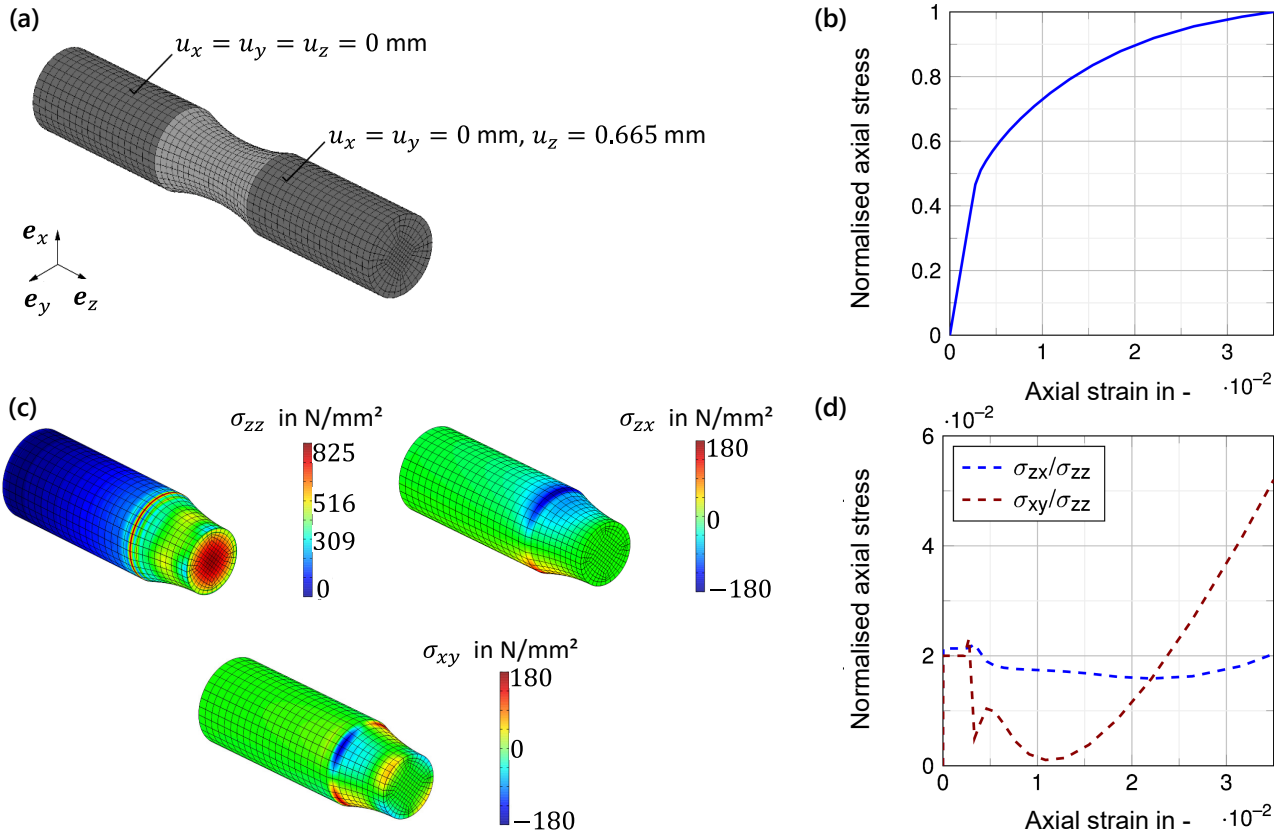 (a)
u_x = u_y = u_z = 0 mm
u_x = u_y = 0 mm, u_z = 0.665 mm
e_x
e_y e_z
(b)
Normalised axial stress
1
0.8
0.6
0.4
0.2
0
0 1 2 3
Axial strain in - ·10⁻²
(c)
σ_zz in N/mm²
825
516
309
0
σ_zx in N/mm²
180
0
−180
σ_xy in N/mm²
180
0
−180
(d)
·10⁻²
Normalised axial stress
6
4
2
0
σ_zx/σ_zz
σ_xy/σ_zz
0 1 2 3
Axial strain in - ·10⁻²